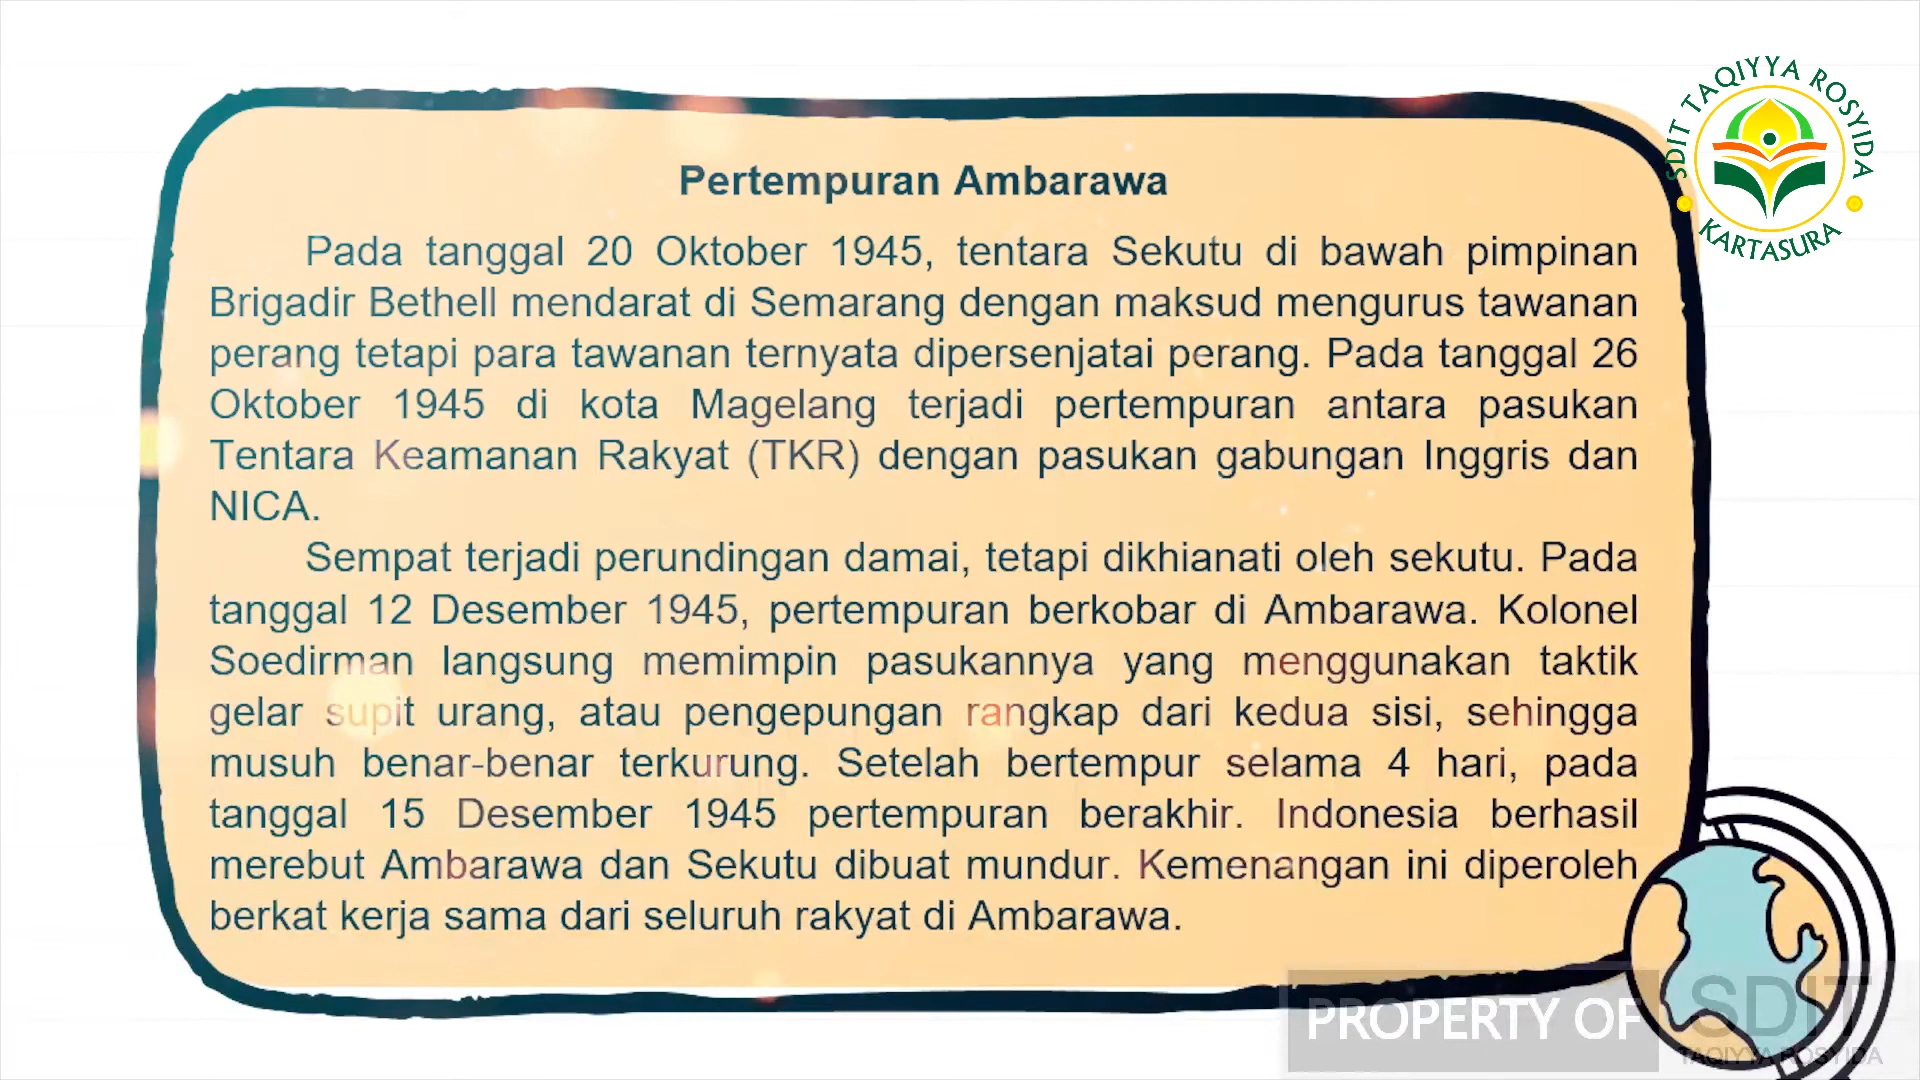 SDIT TAQIYYA ROSYIDA
KARTASURA
Pertempuran Ambarawa
Pada tanggal 20 Oktober 1945, tentara Sekutu di bawah pimpinan
Brigadir Bethell mendarat di Semarang dengan maksud mengurus tawanan
perang tetapi para tawanan ternyata dipersenjatai perang. Pada tanggal 26
Oktober 1945 di kota Magelang terjadi pertempuran antara pasukan
Tentara Keamanan Rakyat (TKR) dengan pasukan gabungan Inggris dan
NICA.
Sempat terjadi perundingan damai, tetapi dikhianati oleh sekutu. Pada
tanggal 12 Desember 1945, pertempuran berkobar di Ambarawa. Kolonel
Soedirman langsung memimpin pasukannya yang menggunakan taktik
gelar supit urang, atau pengepungan rangkap dari kedua sisi, sehingga
musuh benar-benar terkurung. Setelah bertempur selama 4 hari, pada
tanggal 15 Desember 1945 pertempuran berakhir. Indonesia berhasil
merebut Ambarawa dan Sekutu dibuat mundur. Kemenangan ini diperoleh
berkat kerja sama dari seluruh rakyat di Ambarawa.
PROPERTY OF SDIT
TAQIYYA ROSYIDA